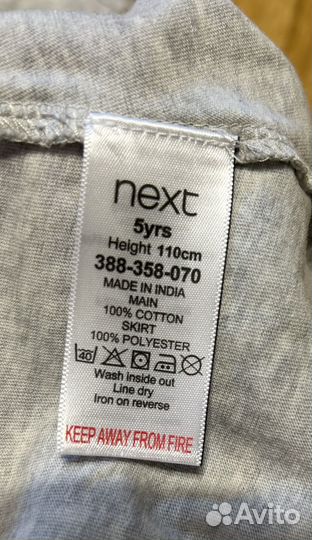 next
5yrs
Height 110cm
388-358-070
MADE IN INDIA
MAIN
100% COTTON
SKIRT
100% POLYESTER
40
Wash inside out
Line dry
Iron on reverse
KEEP AWAY FROM FIRE
Avito